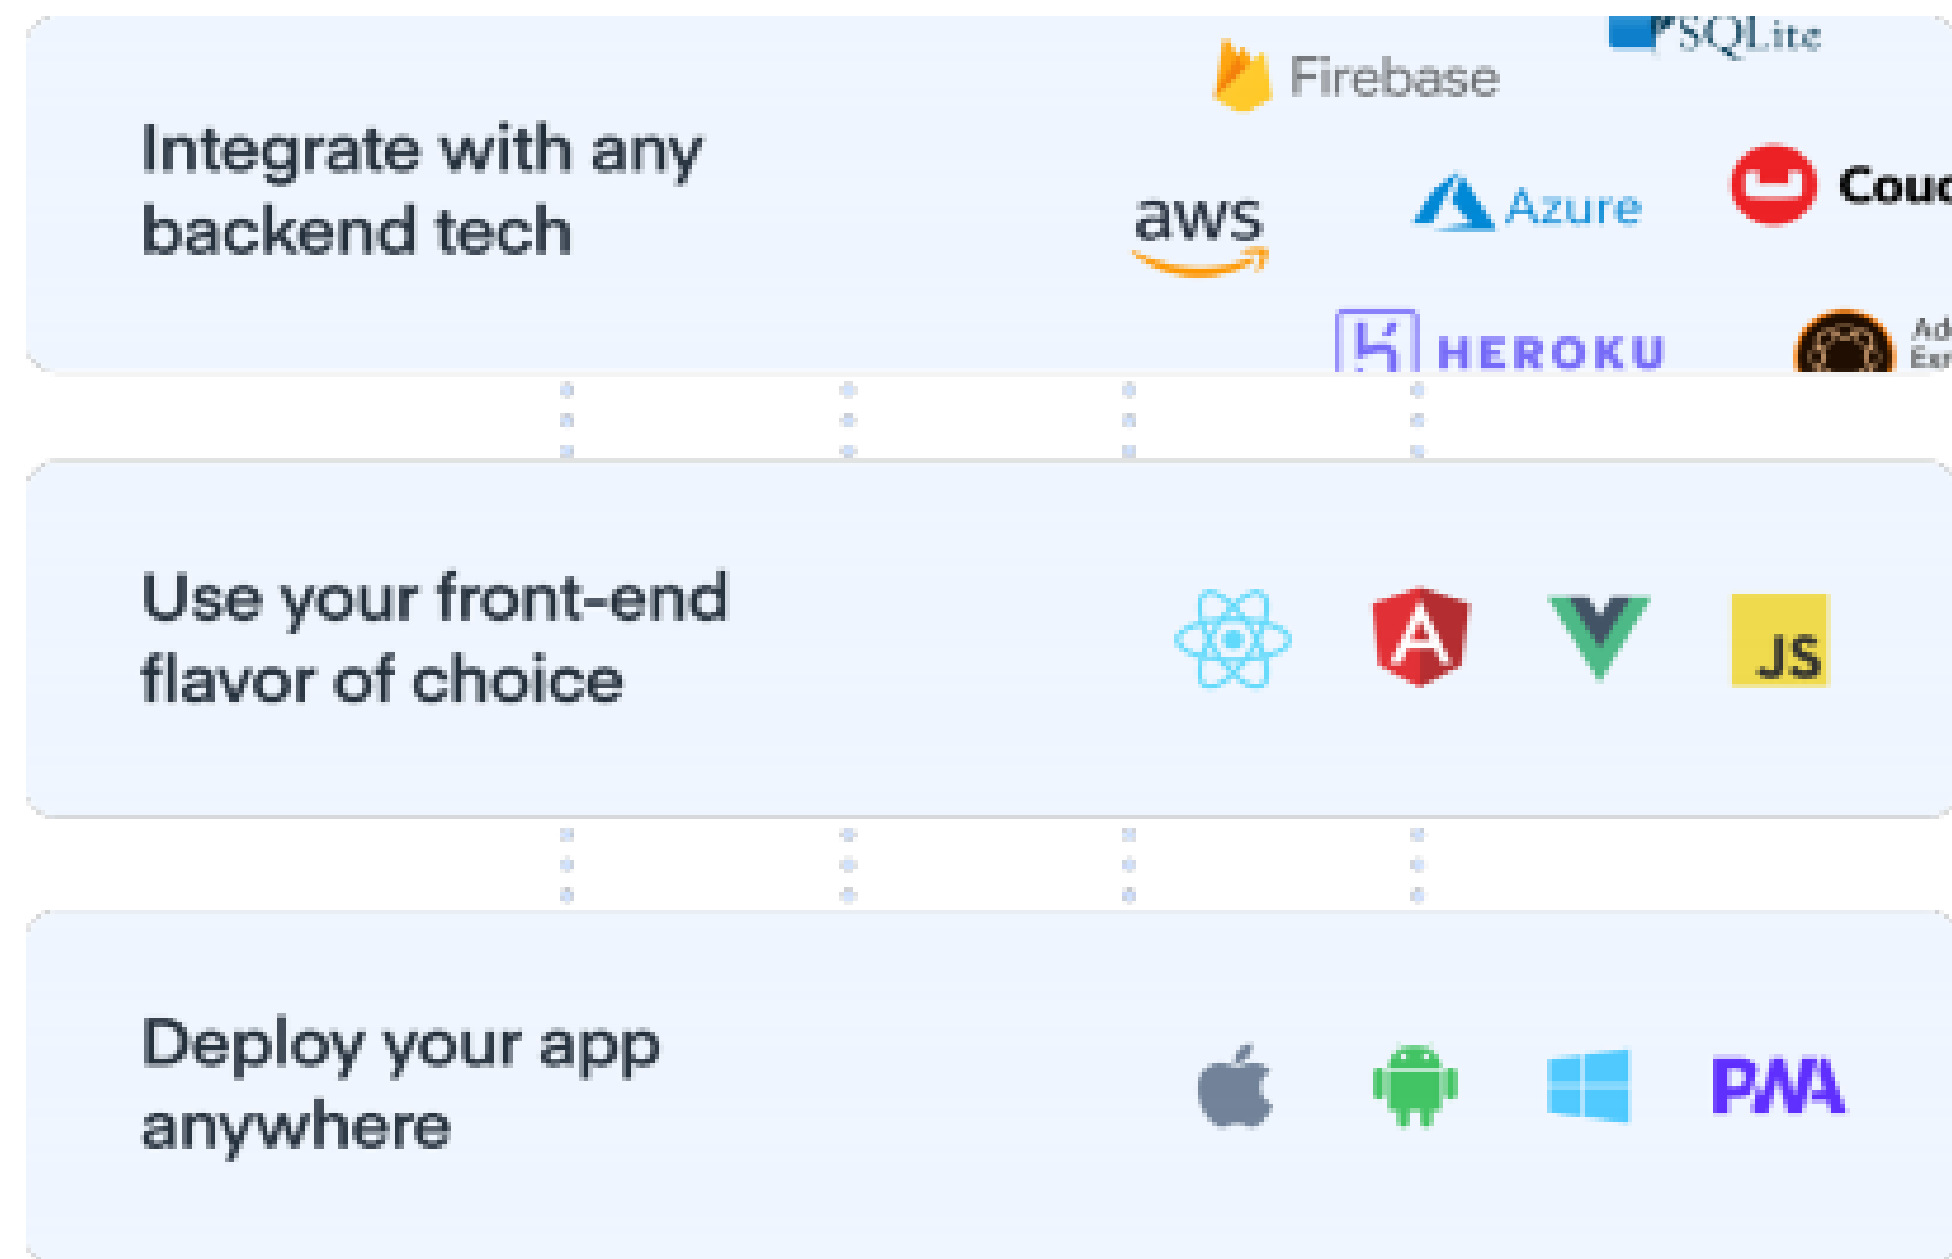 SQLite
Firebase
Integrate with any
backend tech
aws
Azure
HEROKU
Use your front-end
flavor of choice
JS
Deploy your app
anywhere
PWA